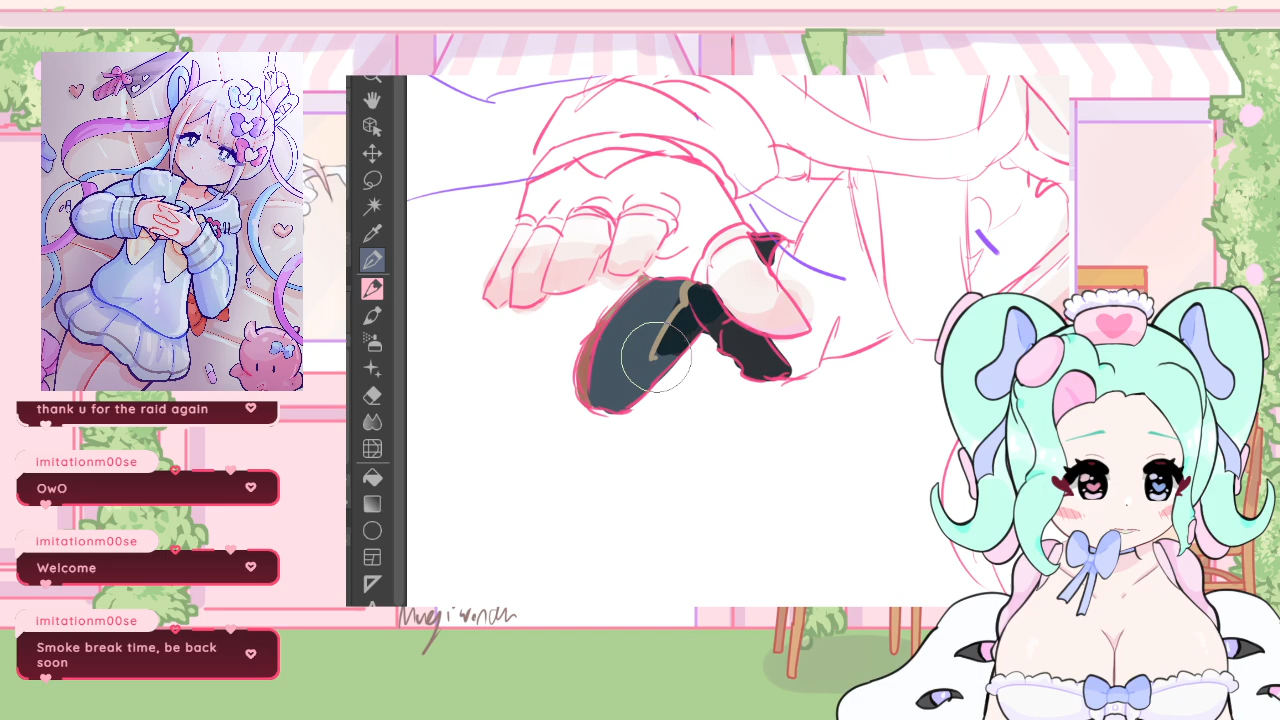 thank u for the raid again
imitationm00se
OwO
imitationm00se
Welcome
imitationm00se
Smoke break time, be back
soon